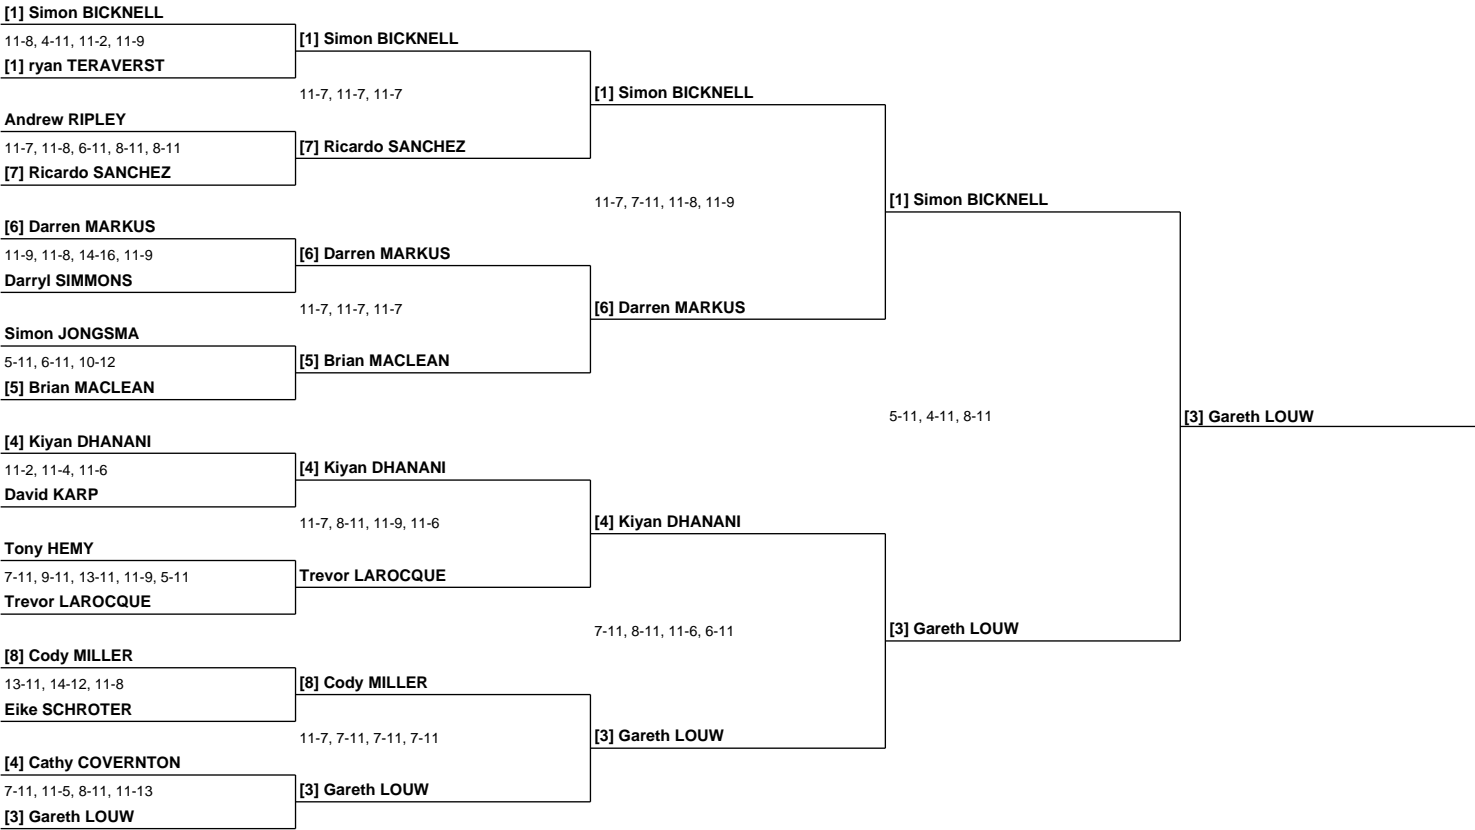 [1] Simon BICKNELL
11-8, 4-11, 11-2, 11-9
[1] ryan TERAVERST
Andrew RIPLEY
11-7, 11-8, 6-11, 8-11, 8-11
[7] Ricardo SANCHEZ
[6] Darren MARKUS
11-9, 11-8, 14-16, 11-9
Darryl SIMMONS
Simon JONGSMA
5-11, 6-11, 10-12
[5] Brian MACLEAN
[4] Kiyan DHANANI
11-2, 11-4, 11-6
David KARP
Tony HEMY
7-11, 9-11, 13-11, 11-9, 5-11
Trevor LAROCQUE
[8] Cody MILLER
13-11, 14-12, 11-8
Eike SCHROTER
[4] Cathy COVERNTON
7-11, 11-5, 8-11, 11-13
[3] Gareth LOUW
[1] Simon BICKNELL
11-7, 11-7, 11-7
[7] Ricardo SANCHEZ
[6] Darren MARKUS
11-7, 11-7, 11-7
[5] Brian MACLEAN
[4] Kiyan DHANANI
11-7, 8-11, 11-9, 11-6
Trevor LAROCQUE
[8] Cody MILLER
11-7, 7-11, 7-11, 7-11
[3] Gareth LOUW
[1] Simon BICKNELL
11-7, 7-11, 11-8, 11-9
[6] Darren MARKUS
[4] Kiyan DHANANI
7-11, 8-11, 11-6, 6-11
[3] Gareth LOUW
[1] Simon BICKNELL
5-11, 4-11, 8-11
[3] Gareth LOUW
[3] Gareth LOUW